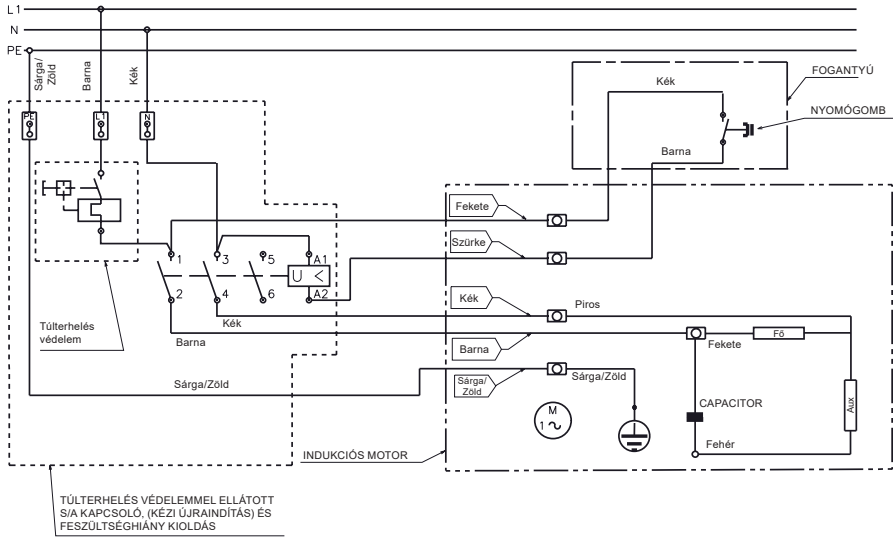 L1
N
PE
Sárga/
Zöld
Barna
Kék
PE
L1
N
Kék
FOGANTYÚ
NYOMÓGOMB
Barna
Fekete
Szürke
1
3
5
A1
U <
2
4
6
A2
Kék
Barna
Túlterhelés
védelem
Kék
Piros
Barna
Fekete
Fő
Sárga/Zöld
Sárga/
Zöld
Sárga/Zöld
CAPACITOR
Aux
M
1 ~
Fehér
INDUKCIÓS MOTOR
TÚLTERHELÉS VÉDELEMMEL ELLÁTOTT
S/A KAPCSOLÓ, (KÉZI ÚJRAINDÍTÁS) ÉS
FESZÜLTSÉGHIÁNY KIOLDÁS